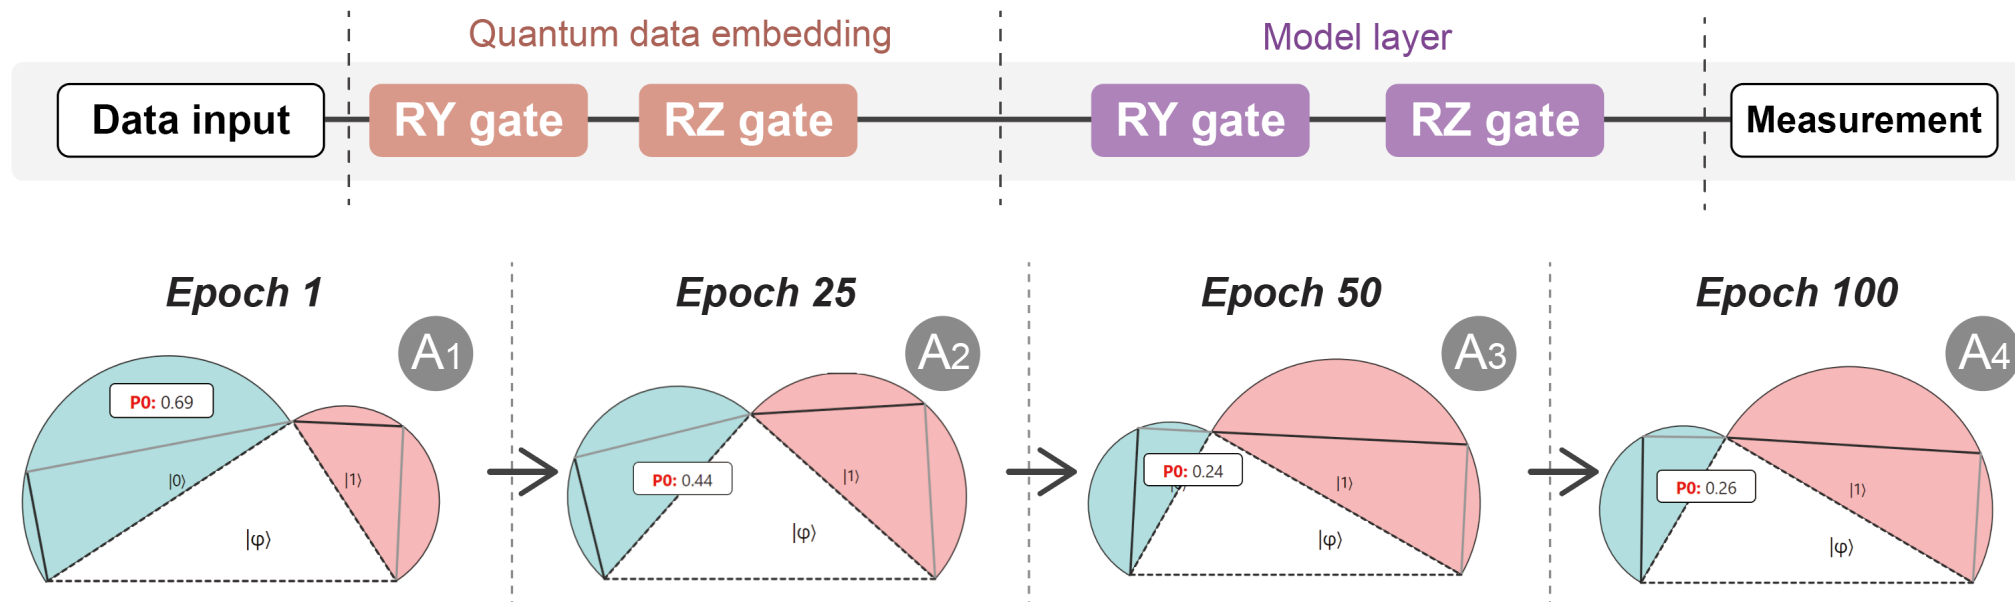 Quantum data embedding
Model layer
Data input
RY gate
RZ gate
RY gate
RZ gate
Measurement
Epoch 1
Epoch 25
Epoch 50
Epoch 100
A1
A2
A3
A4
P0: 0.69
|0⟩
|1⟩
|φ⟩
P0: 0.44
|1⟩
|φ⟩
P0: 0.24
|1⟩
|φ⟩
P0: 0.26
|1⟩
|φ⟩